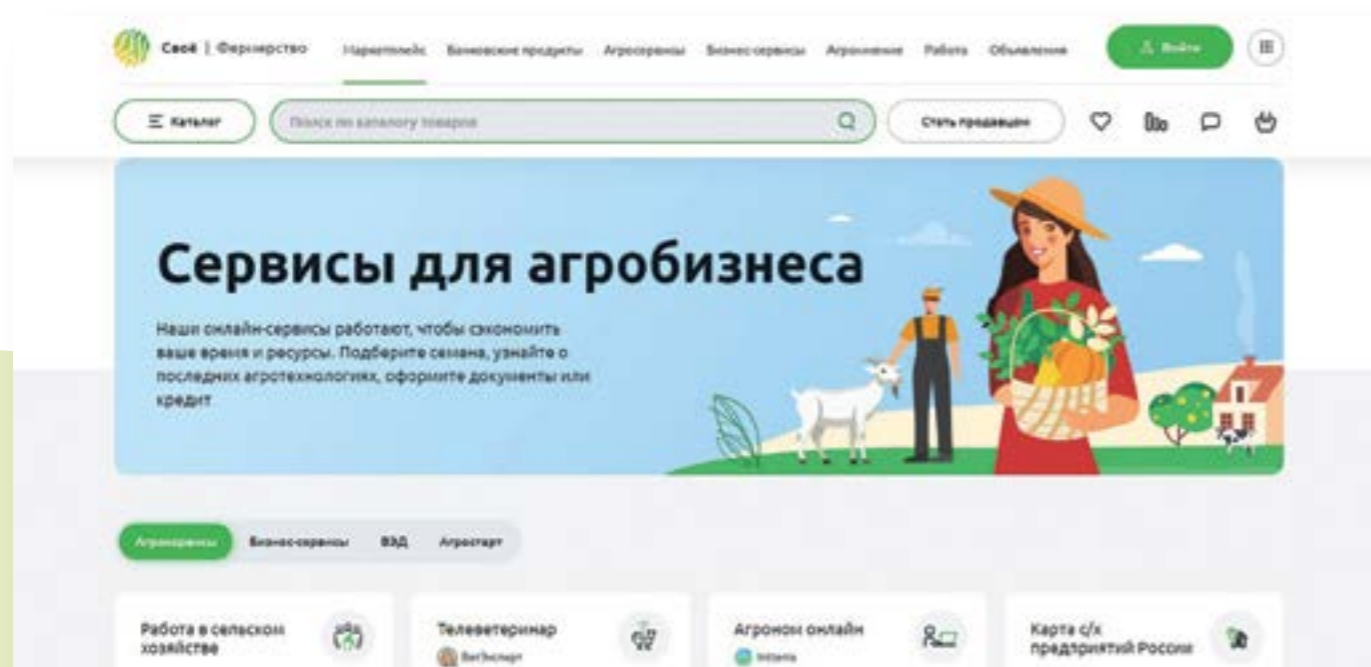 Своё | Фермерство
Маркетплейс Банковские продукты Агросервисы Бизнес-сервисы Агромнение Работа Объявления Войти
Каталог Поиск по каталогу товаров Стать продавцом
Сервисы для агробизнеса
Наши онлайн-сервисы работают, чтобы сэкономить
ваше время и ресурсы. Подберите семена, узнайте о
последних агротехнологиях, оформите документы или
кредит
Агросервисы Бизнес-сервисы ВЭД Агростарт
Работа в сельском
хозяйстве
Телеветеринар
ВетЭксперт
Агроном онлайн
Карта с/х
предприятий России